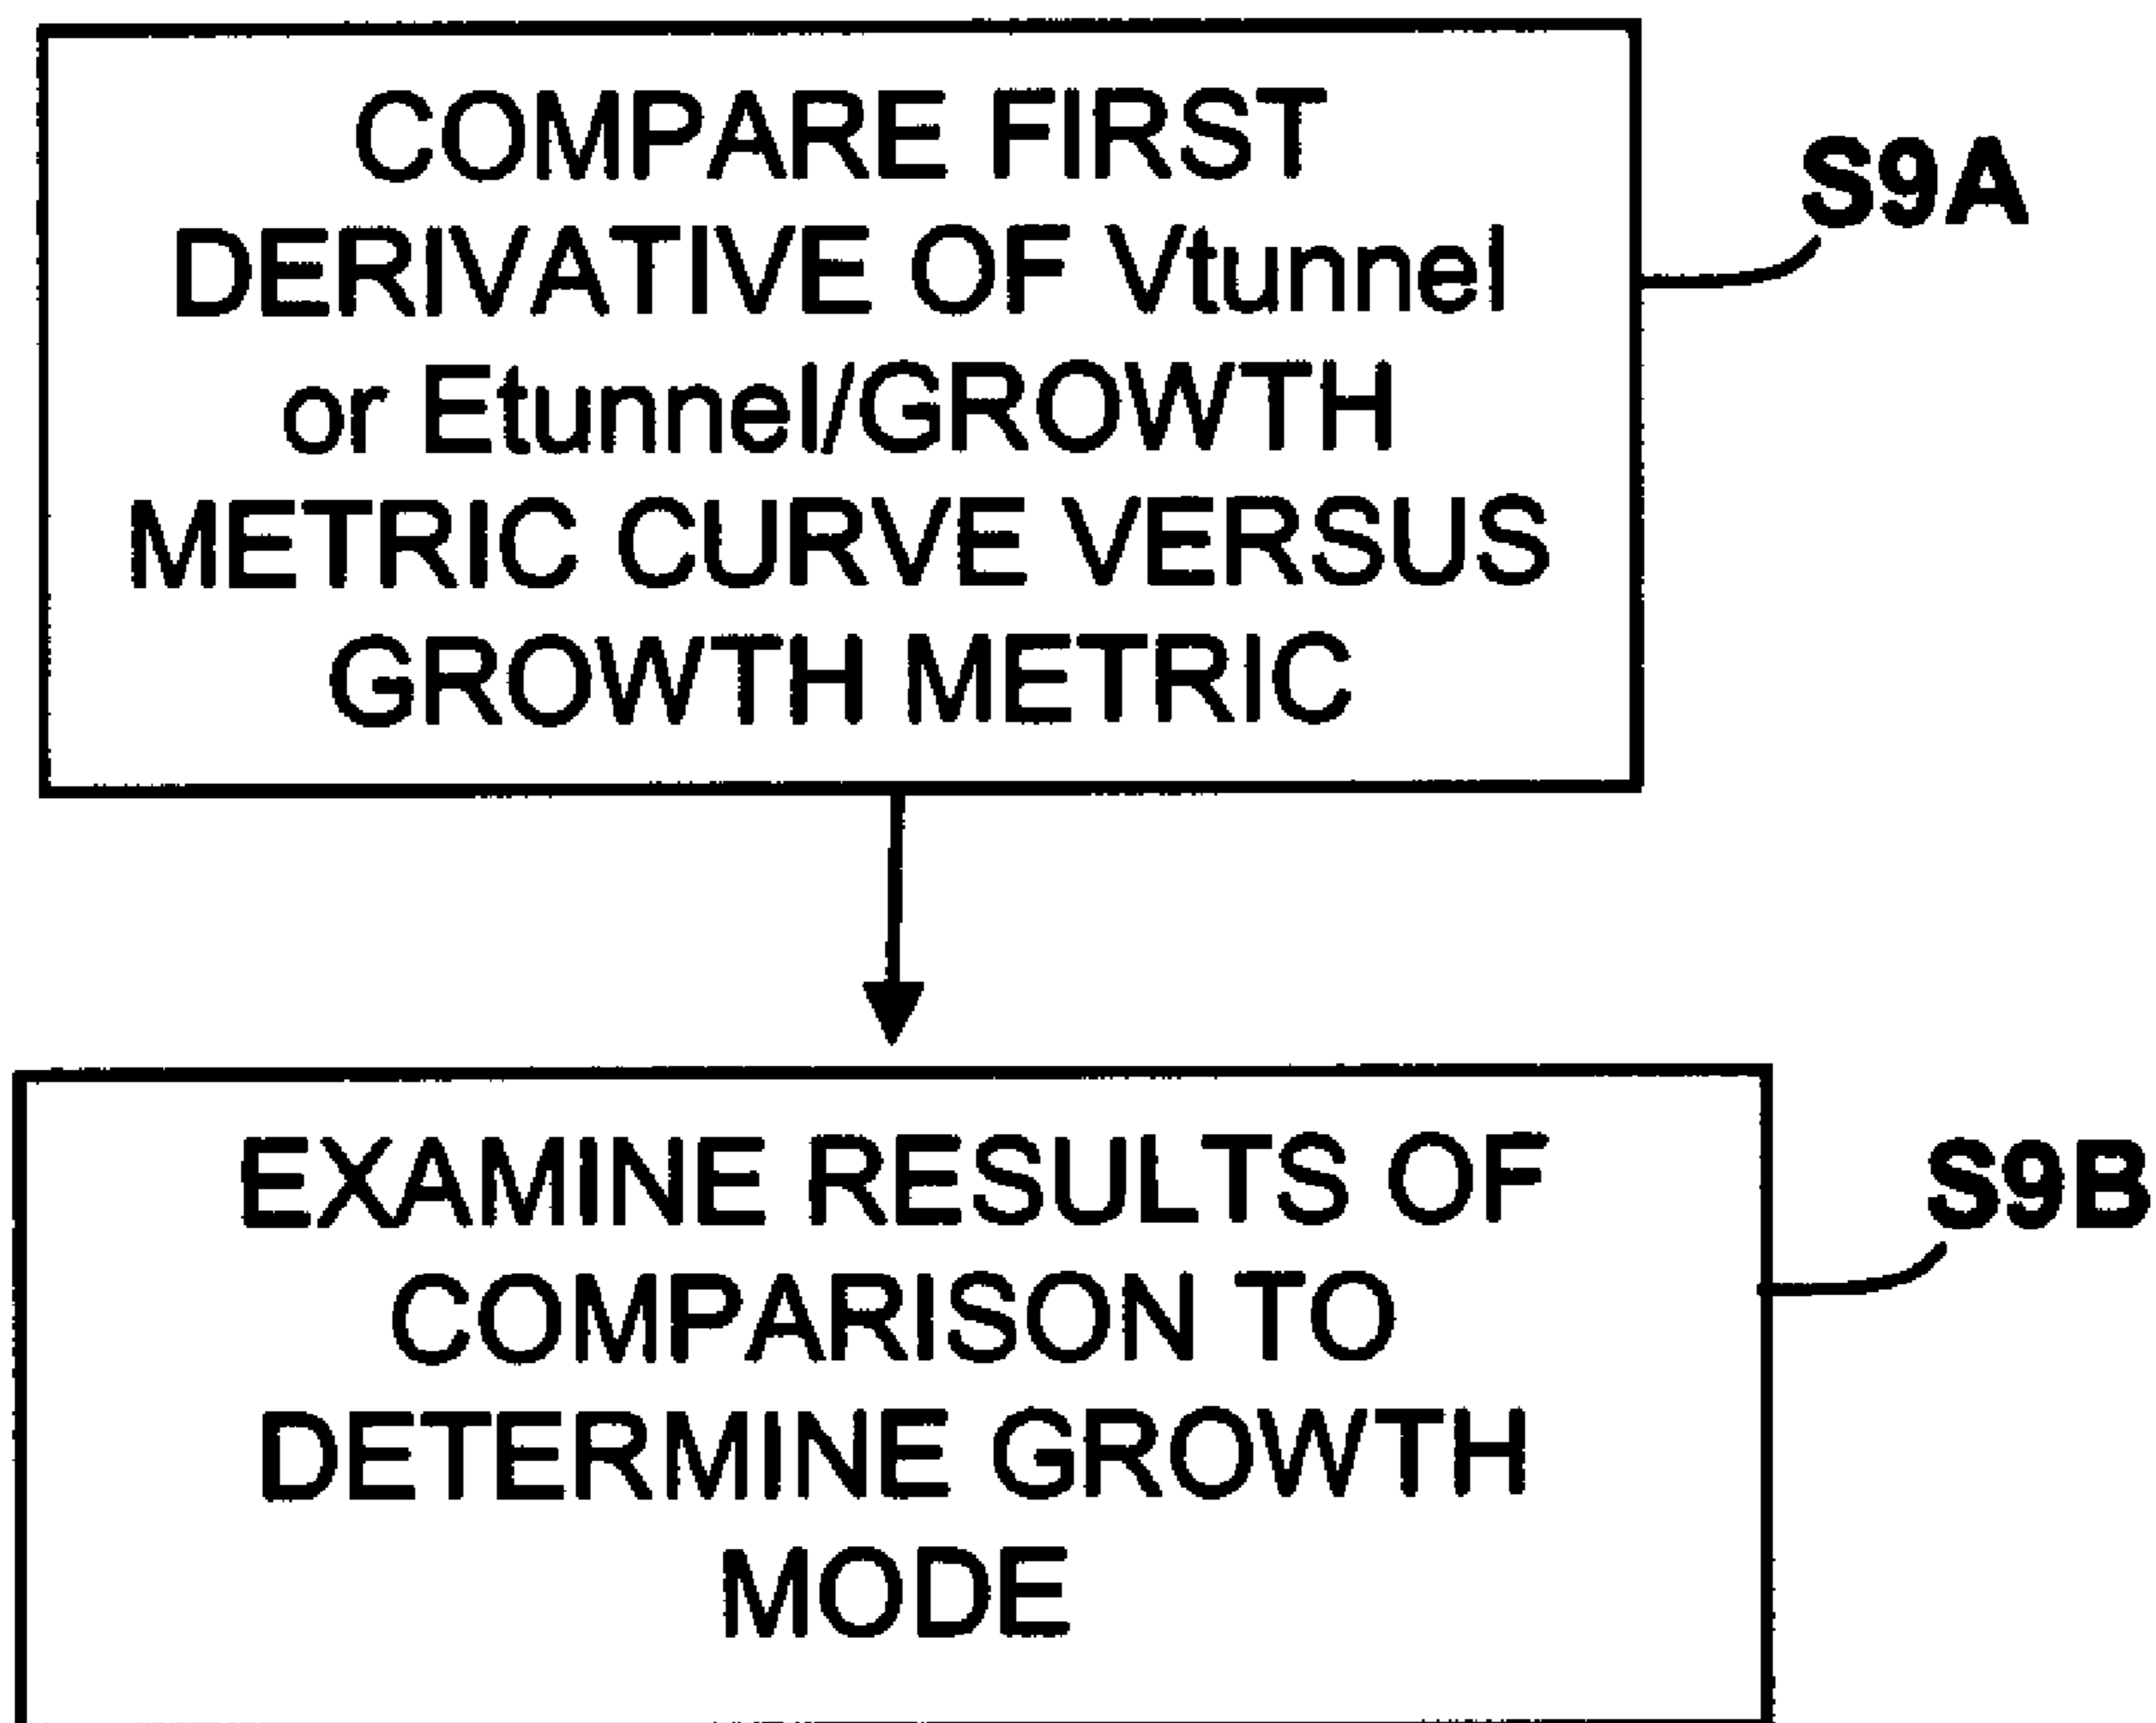 COMPARE FIRST
DERIVATIVE OF Vtunnel
or Etunnel/GROWTH
METRIC CURVE VERSUS
GROWTH METRIC
S9A
EXAMINE RESULTS OF
COMPARISON TO
DETERMINE GROWTH
MODE
S9B